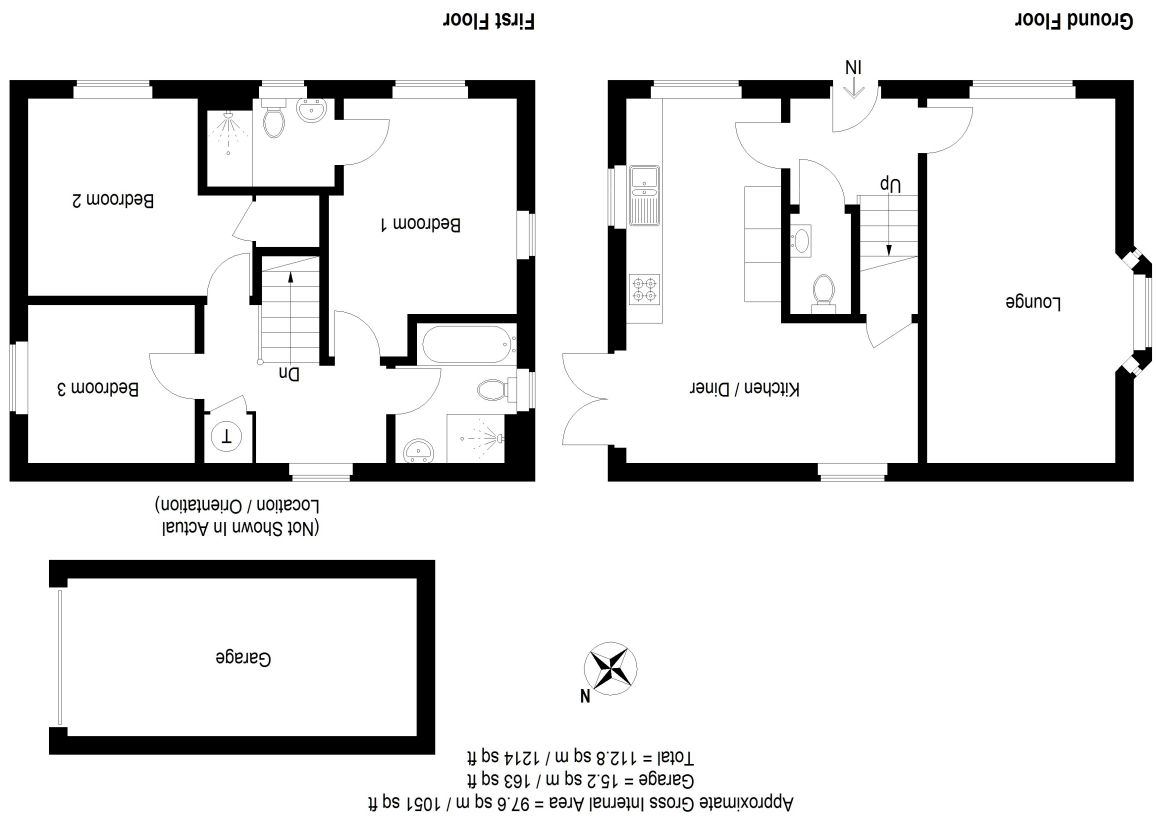 Approximate Gross Internal Area = 97.6 sq m / 1051 sq ft
Garage = 15.2 sq m / 163 sq ft
Total = 112.8 sq m / 1214 sq ft
N
Garage
(Not Shown In Actual
Location / Orientation)
Kitchen / Diner
Lounge
Up
IN
Ground Floor
T
Bedroom 3
Dn
Bedroom 1
Bedroom 2
First Floor